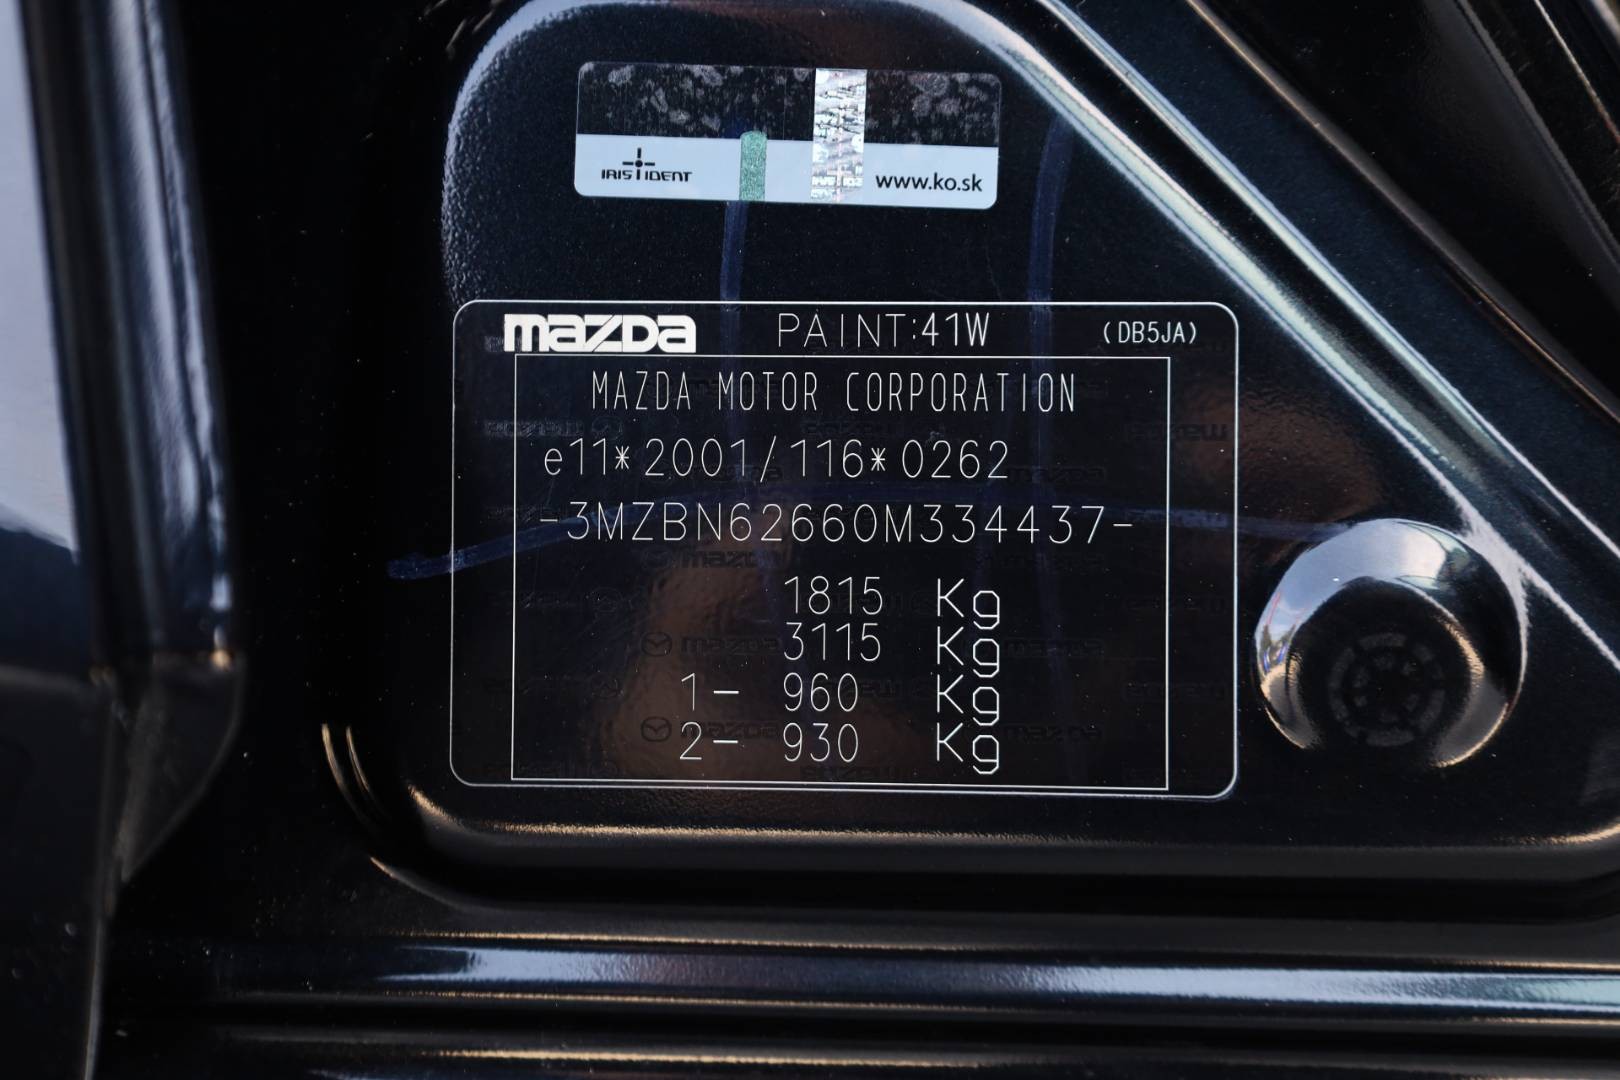 IRIS IDENT
www.ko.sk
mazda PAINT:41W (DB5JA)
MAZDA MOTOR CORPORATION
e11*2001/116*0262
-3MZBN62660M334437-
1815 Kg
3115 Kg
1- 960 Kg
2- 930 Kg